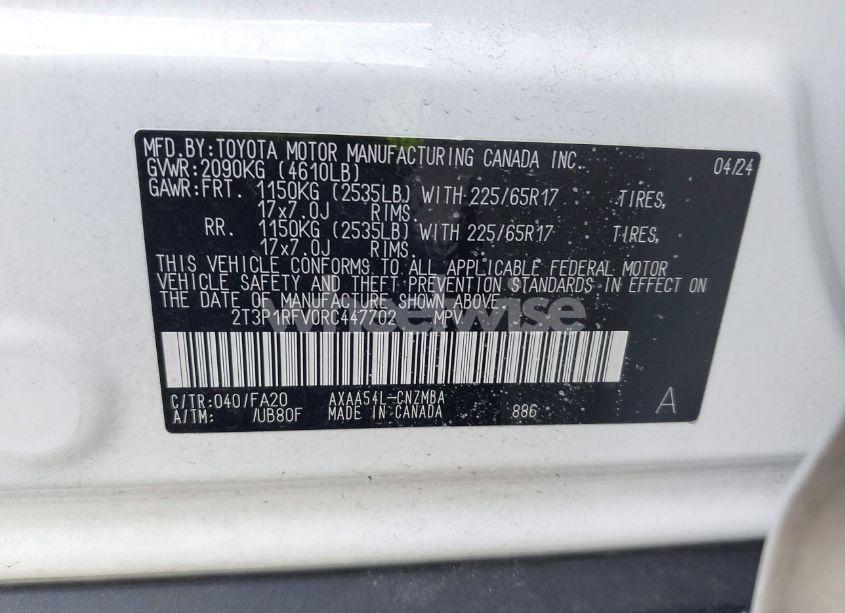 MFD.BY:TOYOTA MOTOR MANUFACTURING CANADA INC. 04/24
GVWR:2090KG (4610LB)
GAWR:FRT. 1150KG (2535LB) WITH 225/65R17 TIRES,
17x7.0J RIMS.
RR. 1150KG (2535LB) WITH 225/65R17 TIRES,
17x7.0J RIMS.
THIS VEHICLE CONFORMS TO ALL APPLICABLE FEDERAL MOTOR
VEHICLE SAFETY AND THEFT PREVENTION STANDARDS IN EFFECT ON
THE DATE OF MANUFACTURE SHOWN ABOVE.
2T3P1RFV0RC447702 MPV
wheelwise
C/TR:040/FA20 AXAA54L-CNZMBA
A/TM: /UB80F MADE IN CANADA 886 A